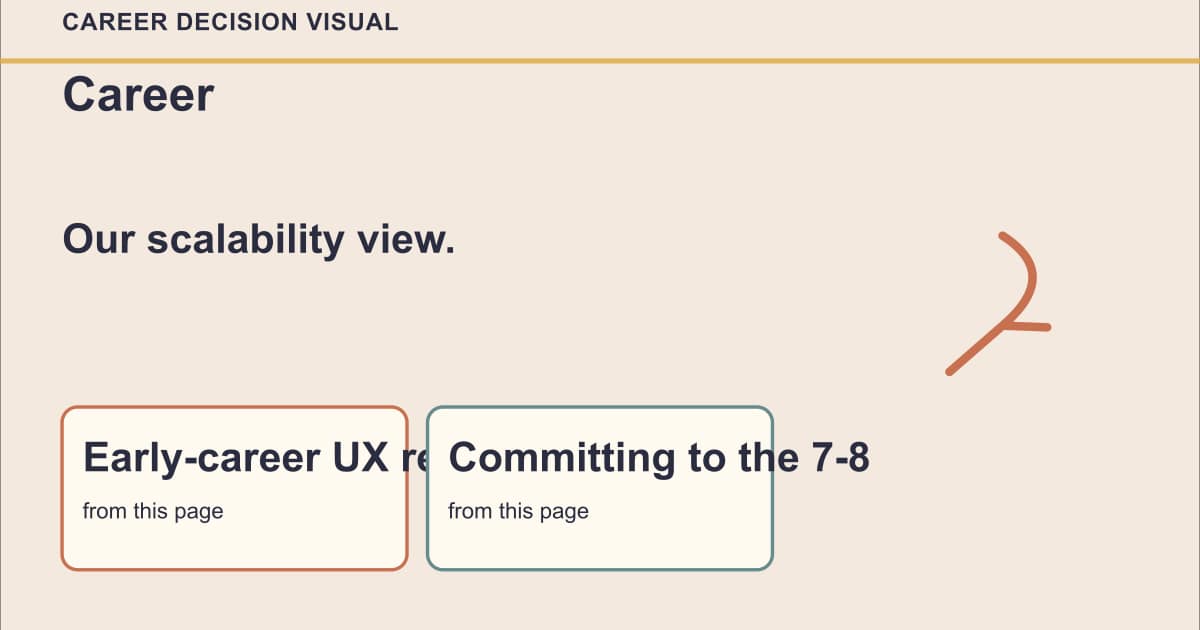 CAREER DECISION VISUAL
Career
Our scalability view.
Early-career UX
Committing to the 7-8
from this page
from this page